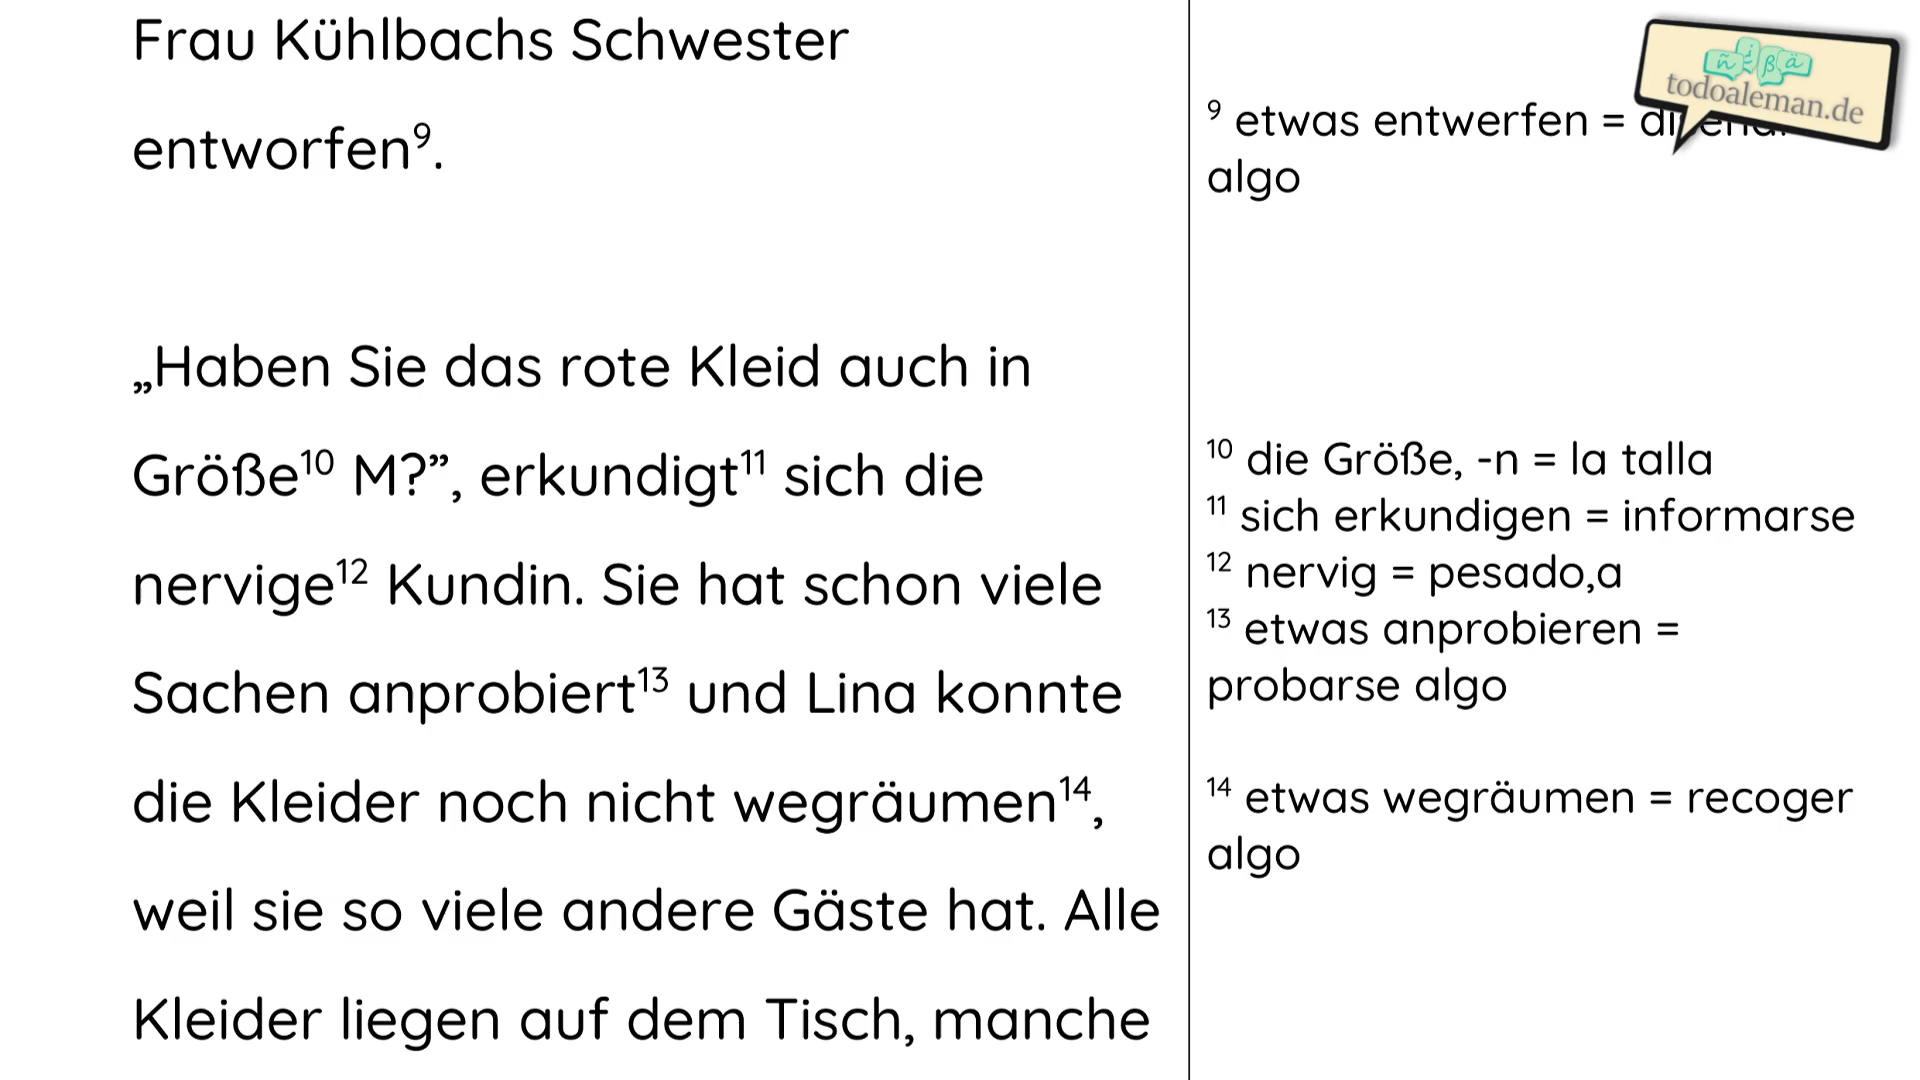 Frau Kühlbachs Schwester
entworfen⁹.
„Haben Sie das rote Kleid auch in
Größe¹⁰ M?”, erkundigt¹¹ sich die
nervige¹² Kundin. Sie hat schon viele
Sachen anprobiert¹³ und Lina konnte
die Kleider noch nicht wegräumen¹⁴,
weil sie so viele andere Gäste hat. Alle
Kleider liegen auf dem Tisch, manche
⁹ etwas entwerfen =
algo
¹⁰ die Größe, -n = la talla
¹¹ sich erkundigen = informarse
¹² nervig = pesado,a
¹³ etwas anprobieren =
probarse algo
¹⁴ etwas wegräumen = recoger
algo
ñ i ß ä
todoaleman.de